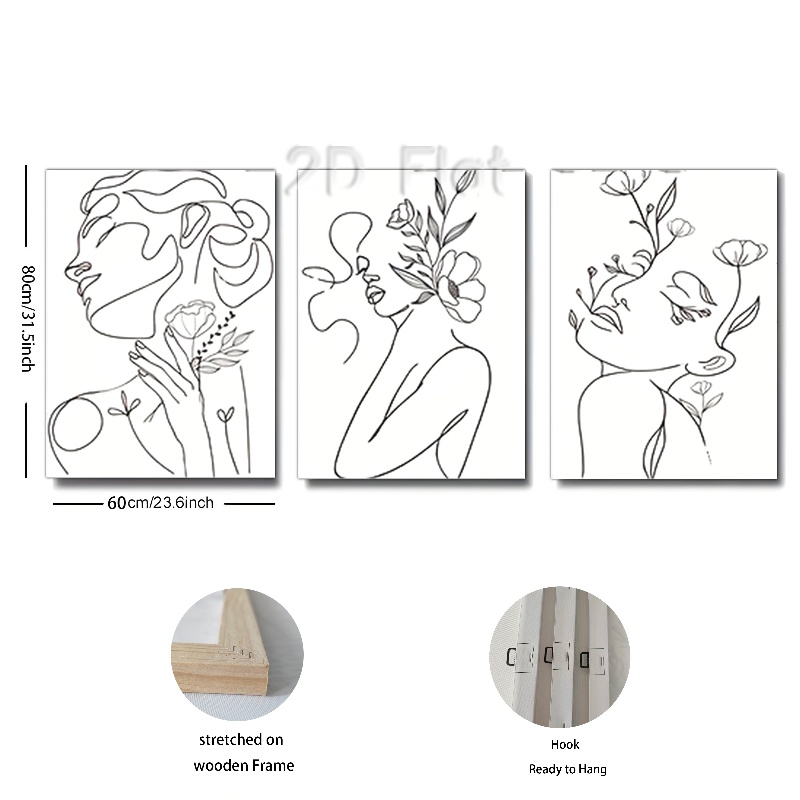 2D Flat
80cm/31.5inch
60cm/23.6inch
stretched on
wooden Frame
Hook
Ready to Hang